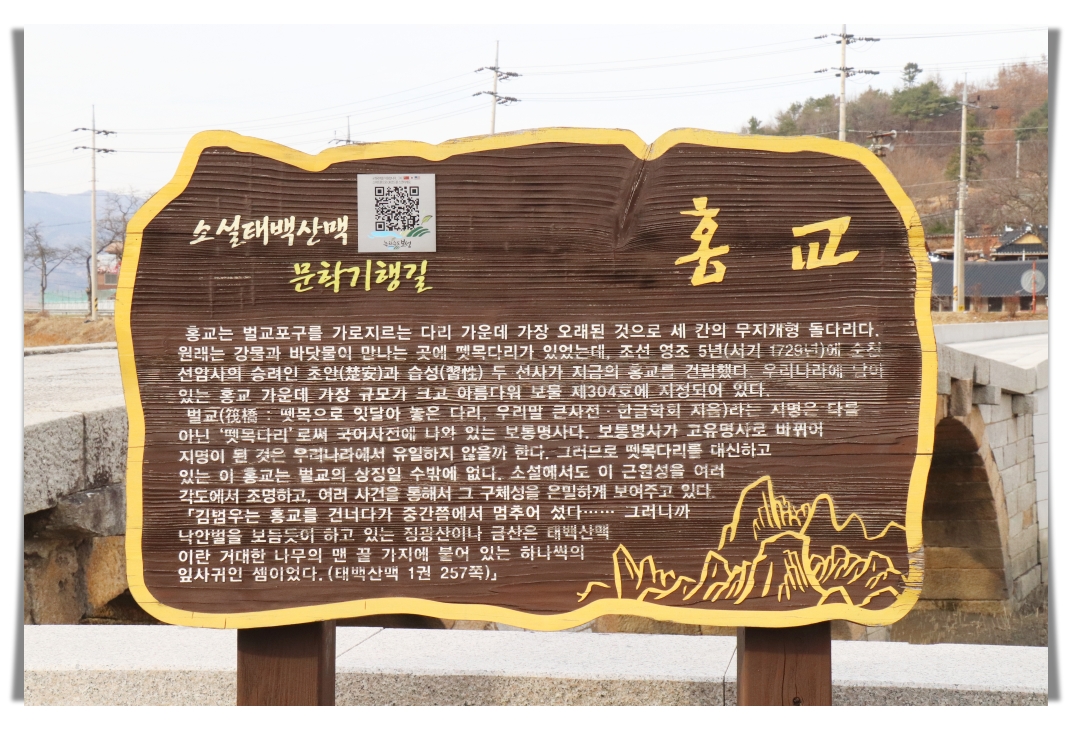 소설태백산맥
문학기행길
홍교
홍교는 벌교포구를 가로지르는 다리 가운데 가장 오래된 것으로 세 칸의 무지개형 돌다리다.
원래는 강물과 바닷물이 만나는 곳에 뗏목다리가 있었는데, 조선 영조 5년(서기 1729년)에 순천
선암사의 승려인 초안(楚安)과 습성(習性) 두 선사가 지금의 홍교를 건립했다. 우리나라에 남아
있는 홍교 가운데 가장 규모가 크고 아름다워 보물 제304호에 지정되어 있다.
벌교(筏橋 : 뗏목으로 잇달아 놓은 다리, 우리말 큰사전 · 한글학회 지음)라는 지명은 다름
아닌 '뗏목다리'로써 국어사전에 나와 있는 보통명사다. 보통명사가 고유명사로 바뀌어
지명이 된 것은 우리나라에서 유일하지 않을까 한다. 그러므로 뗏목다리를 대신하고
있는 이 홍교는 벌교의 상징일 수밖에 없다. 소설에서도 이 근원성을 여러
각도에서 조명하고, 여러 사건을 통해서 그 구체성을 은밀하게 보여주고 있다.
「김범우는 홍교를 건너다가 중간쯤에서 멈추어 섰다…… 그러니까
낙안벌을 보듬듯이 하고 있는 징광산이나 금산은 태백산맥
이란 거대한 나무의 맨 끝 가지에 붙어 있는 하나씩의
잎사귀인 셈이었다. (태백산맥 1권 257쪽)」